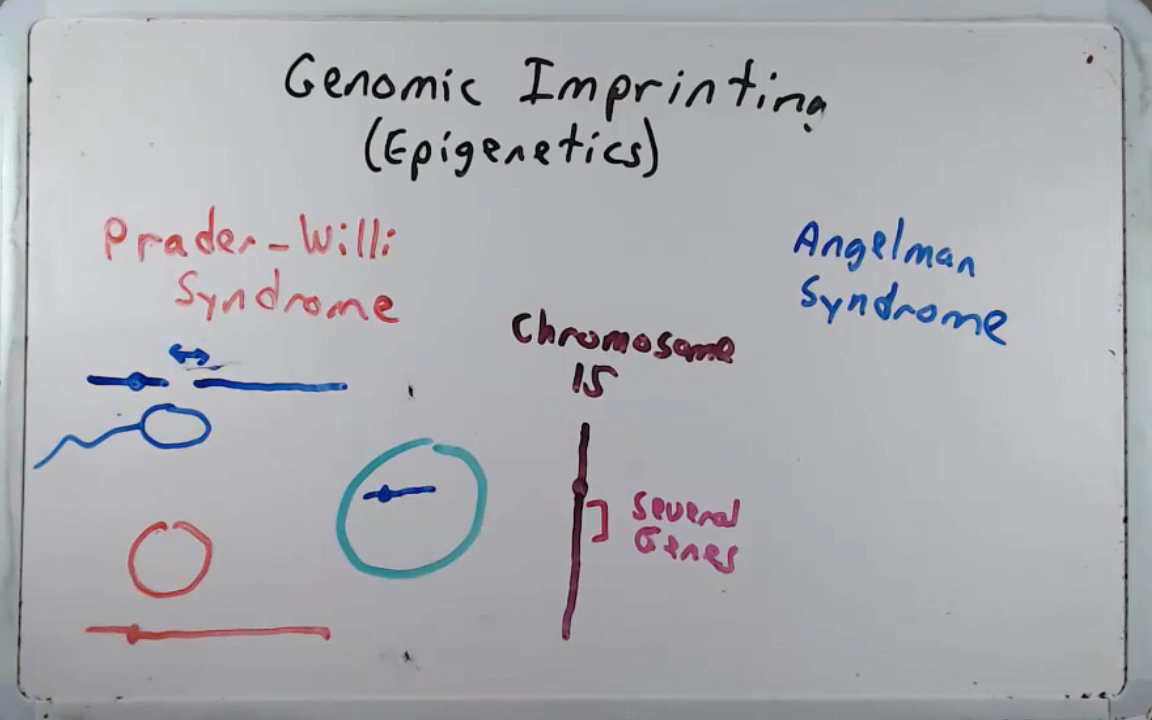 Genomic Imprinting
(Epigenetics)
Prader-Willi
Syndrome
Angelman
Syndrome
Chromosome
15
Several
Genes